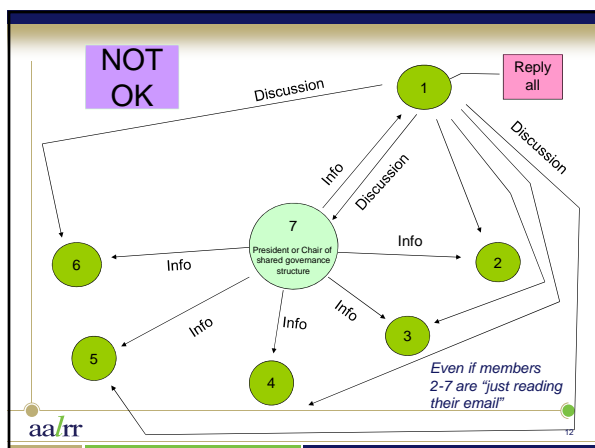 NOT
OK
Reply
all
1
Discussion
Discussion
Info
Discussion
7
President or Chair of
shared governance
structure
Info
2
6
Info
Info
Info
Info
3
5
4
Even if members
2-7 are “just reading
their email”
aalrr
12